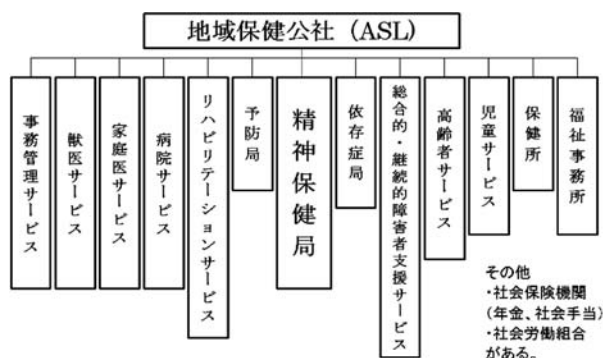 地域保健公社（ASL）
事務管理サービス
獣医サービス
家庭医サービス
病院サービス
リハビリテーションサービス
予防局
精神保健局
依存症局
総合的・継続的障害者支援サービス
高齢者サービス
児童サービス
保健所
福祉事務所
その他
・社会保険機関
（年金、社会手当）
・社会労働組合
がある。